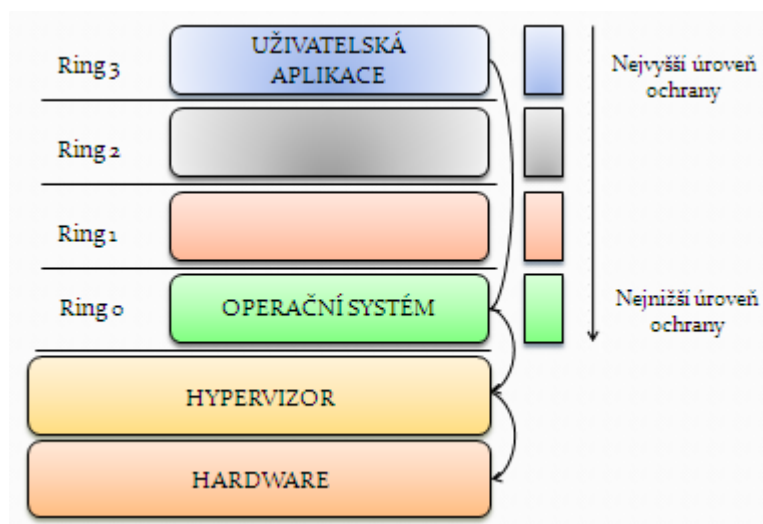 Ring 3
UŽIVATELSKÁ
APLIKACE
Nejvyšší úroveň
ochrany
Ring 2
Ring 1
Ring 0
OPERAČNÍ SYSTÉM
Nejnižší úroveň
ochrany
HYPERVIZOR
HARDWARE